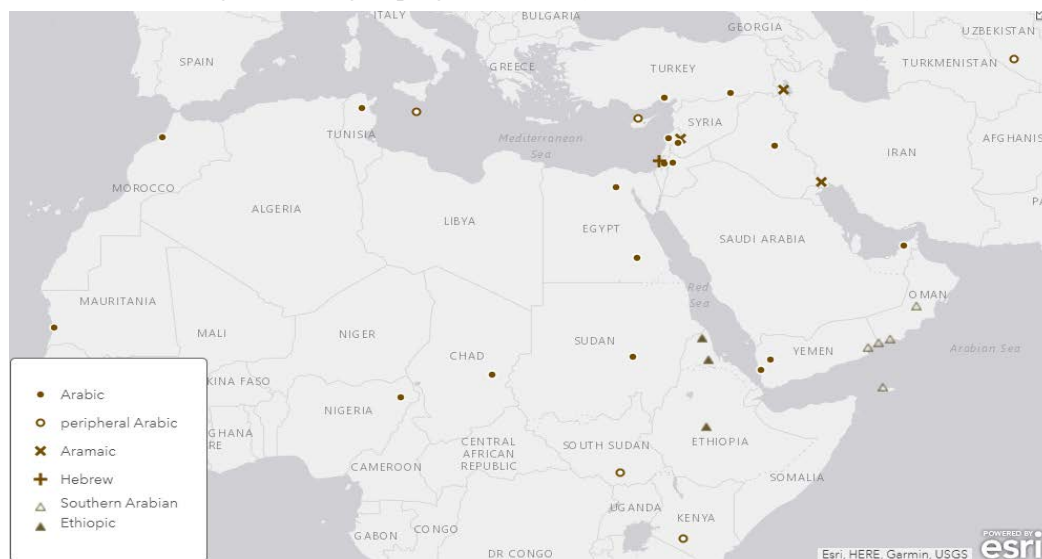 ITALY
BULGARIA
GEORGIA
UZBEKISTAN
SPAIN
GREECE
TURKEY
TURKMENISTAN
TUNISIA
Mediterranean
Sea
SYRIA
AFGHANIS
IRAN
MOROCCO
ALGERIA
LIBYA
EGYPT
SAUDI ARABIA
PA
Red
Sea
OMAN
MAURITANIA
MALI
NIGER
CHAD
SUDAN
YEMEN
Arabian Sea
KINA FASO
NIGERIA
GHANA
RE
CENTRAL
AFRICAN
REPUBLIC
SOUTH SUDAN
ETHIOPIA
CAMEROON
SOMALIA
UGANDA
KENYA
GABON
CONGO
DR CONGO
Arabic
peripheral Arabic
Aramaic
Hebrew
Southern Arabian
Ethiopic
POWERED BY
esri
Esri, HERE, Garmin, USGS